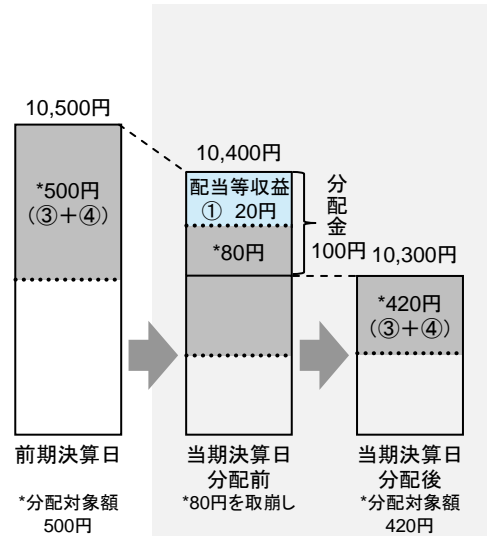 10,500円
*500円
(③＋④)
前期決算日
*分配対象額
500円
10,400円
配当等収益
① 20円
*80円
分配金
100円
当期決算日
分配前
*80円を取崩し
10,300円
*420円
(③＋④)
当期決算日
分配後
*分配対象額
420円